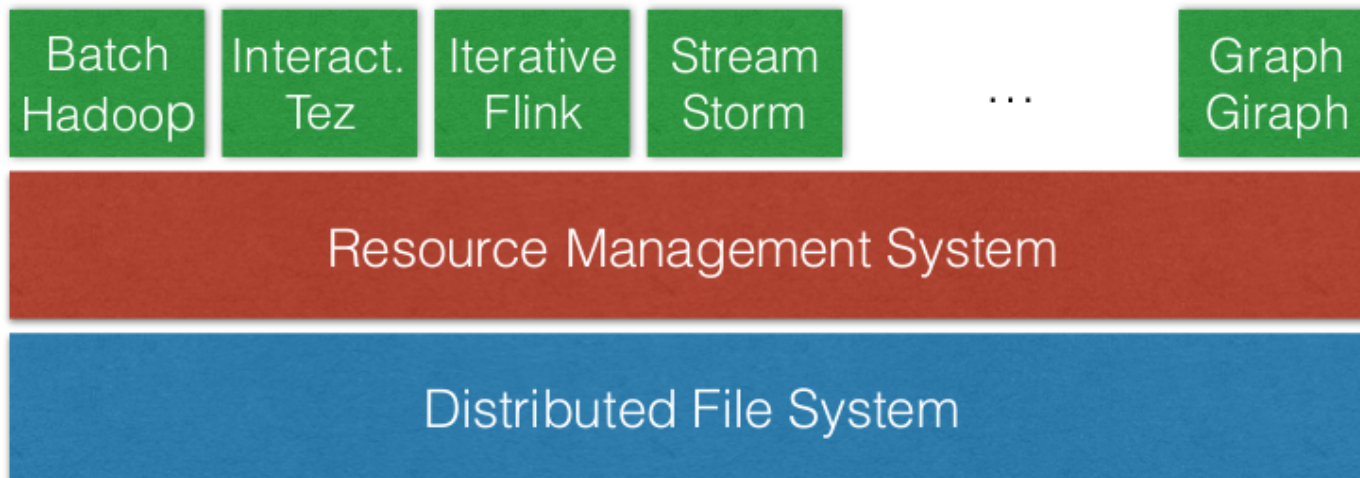 Batch
Hadoop
Interact.
Tez
Iterative
Flink
Stream
Storm
...
Graph
Giraph
Resource Management System
Distributed File System